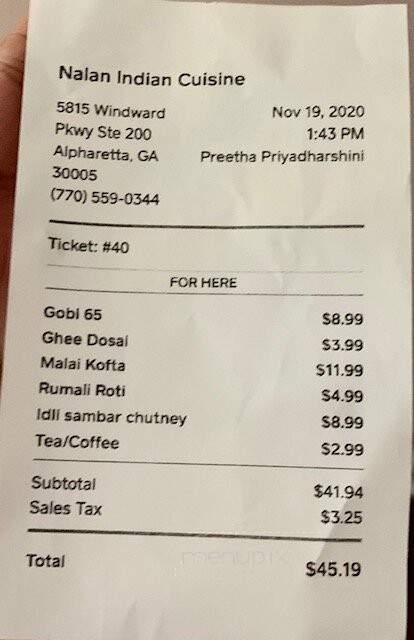 Nalan Indian Cuisine
5815 Windward Nov 19, 2020
Pkwy Ste 200 1:43 PM
Alpharetta, GA Preetha Priyadharshini
30005
(770) 559-0344
Ticket: #40
FOR HERE
Gobi 65 $8.99
Ghee Dosai $3.99
Malai Kofta $11.99
Rumali Roti $4.99
Idli sambar chutney $8.99
Tea/Coffee $2.99
Subtotal $41.94
Sales Tax $3.25
Total $45.19